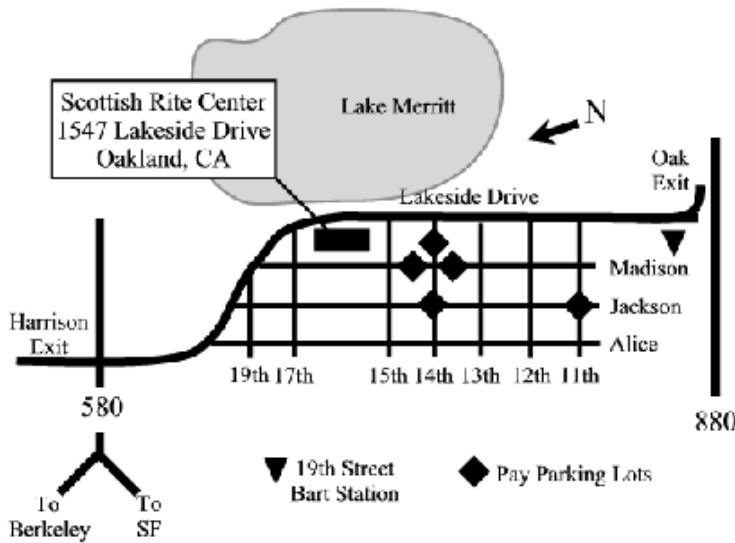 Scottish Rite Center
1547 Lakeside Drive
Oakland, CA
Lake Merritt
N
Oak
Exit
Lakeside Drive
Madison
Jackson
Alice
Harrison
Exit
19th 17th 15th 14th 13th 12th 11th
580
880
To
Berkeley
To
SF
19th Street
Bart Station
Pay Parking Lots